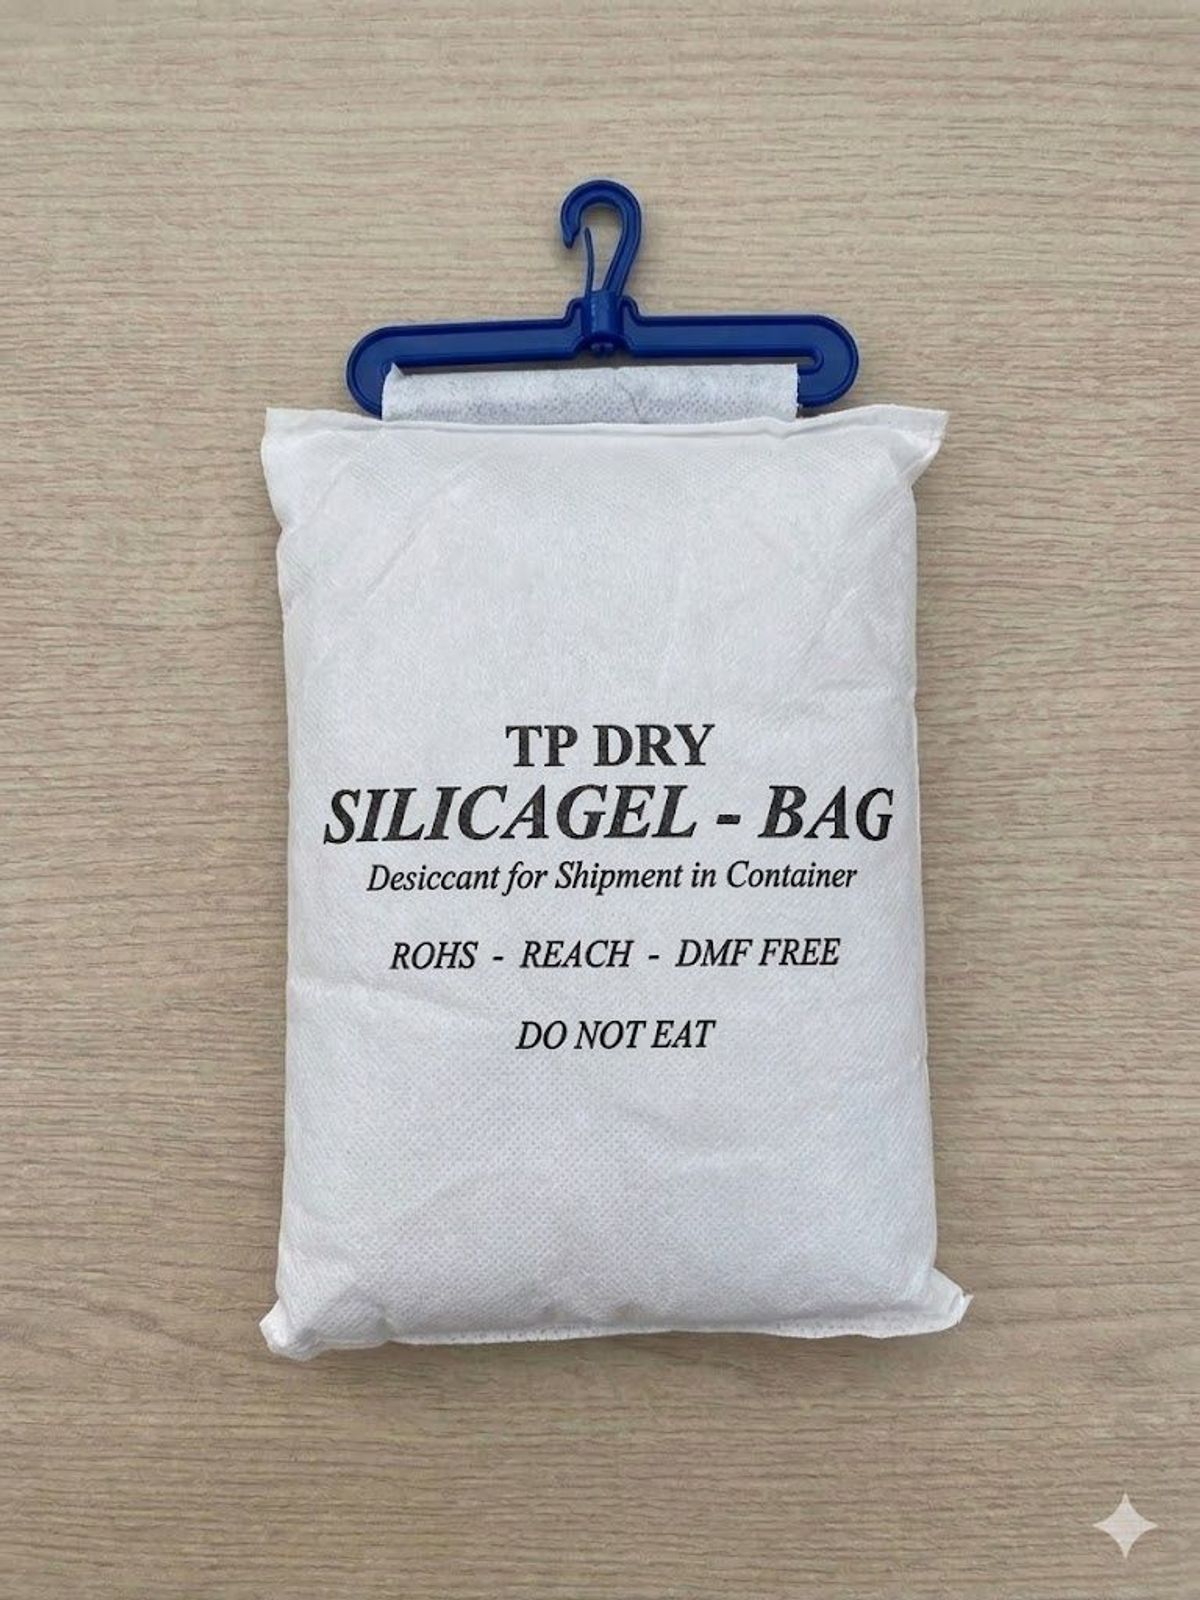 TP DRY
SILICAGEL - BAG
Desiccant for Shipment in Container
ROHS - REACH - DMF FREE
DO NOT EAT